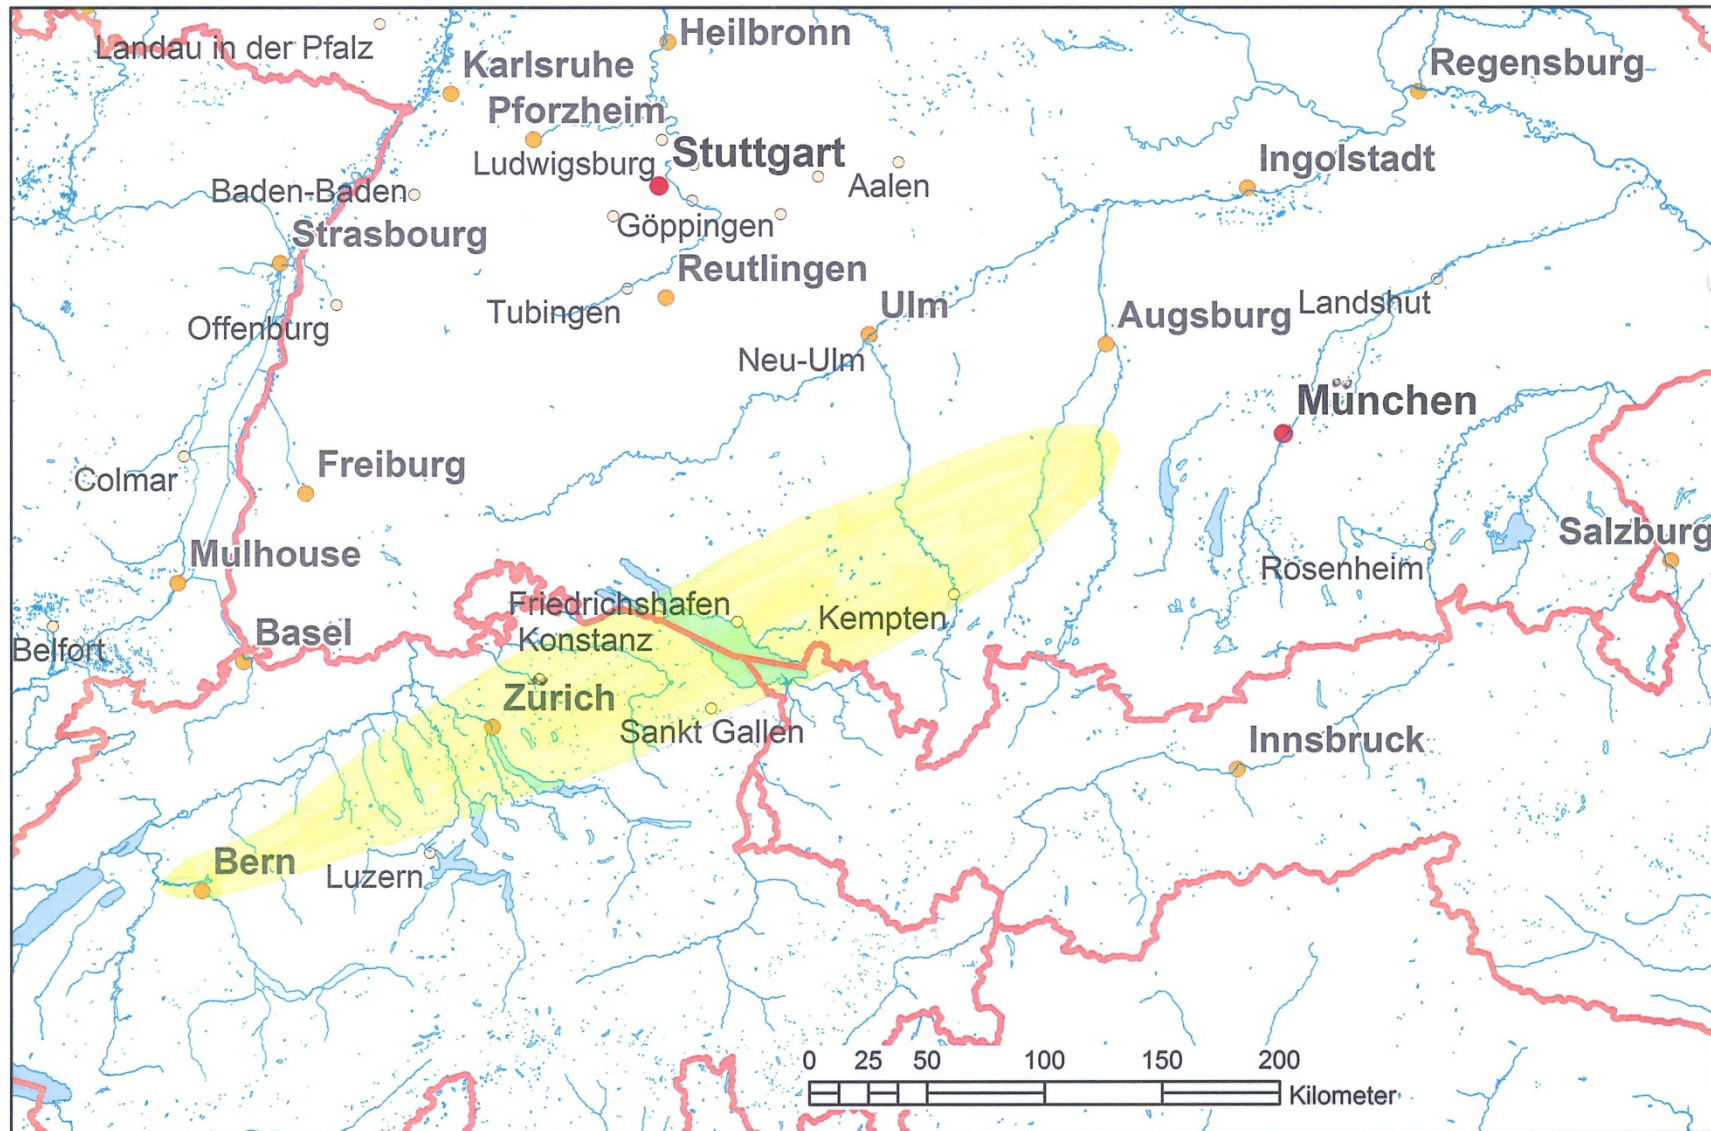 Heilbronn
Landau in der Pfalz
Karlsruhe
Regensburg
Pforzheim
Ludwigsburg
Stuttgart
Ingolstadt
Aalen
Baden-Baden
Göppingen
Strasbourg
Reutlingen
Tubingen
Ulm
Landshut
Augsburg
Offenburg
Neu-Ulm
München
Freiburg
Colmar
Mulhouse
Salzburg
Rosenheim
Friedrichshafen
Kempten
Basel
Konstanz
Belfort
Zürich
Sankt Gallen
Innsbruck
Bern
Luzern
0 25 50 100 150 200
Kilometer